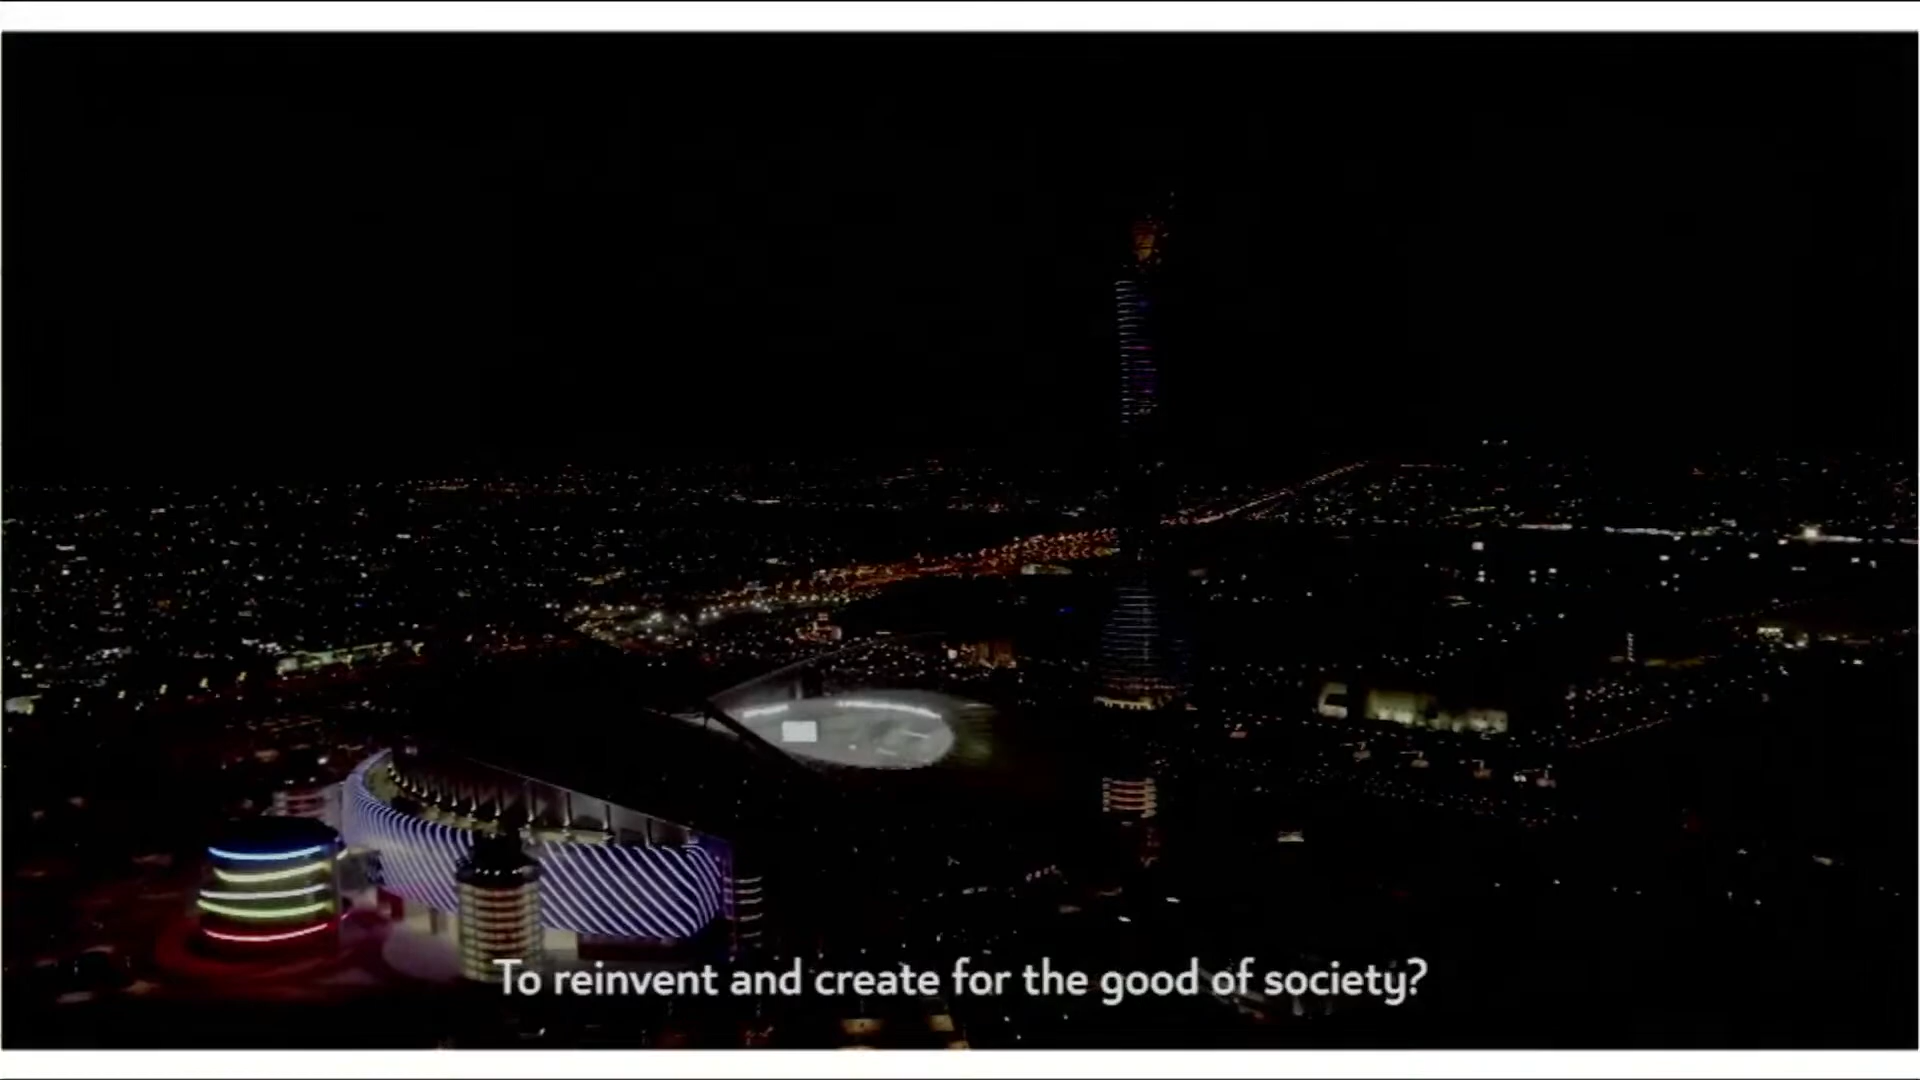 To reinvent and create for the good of society?